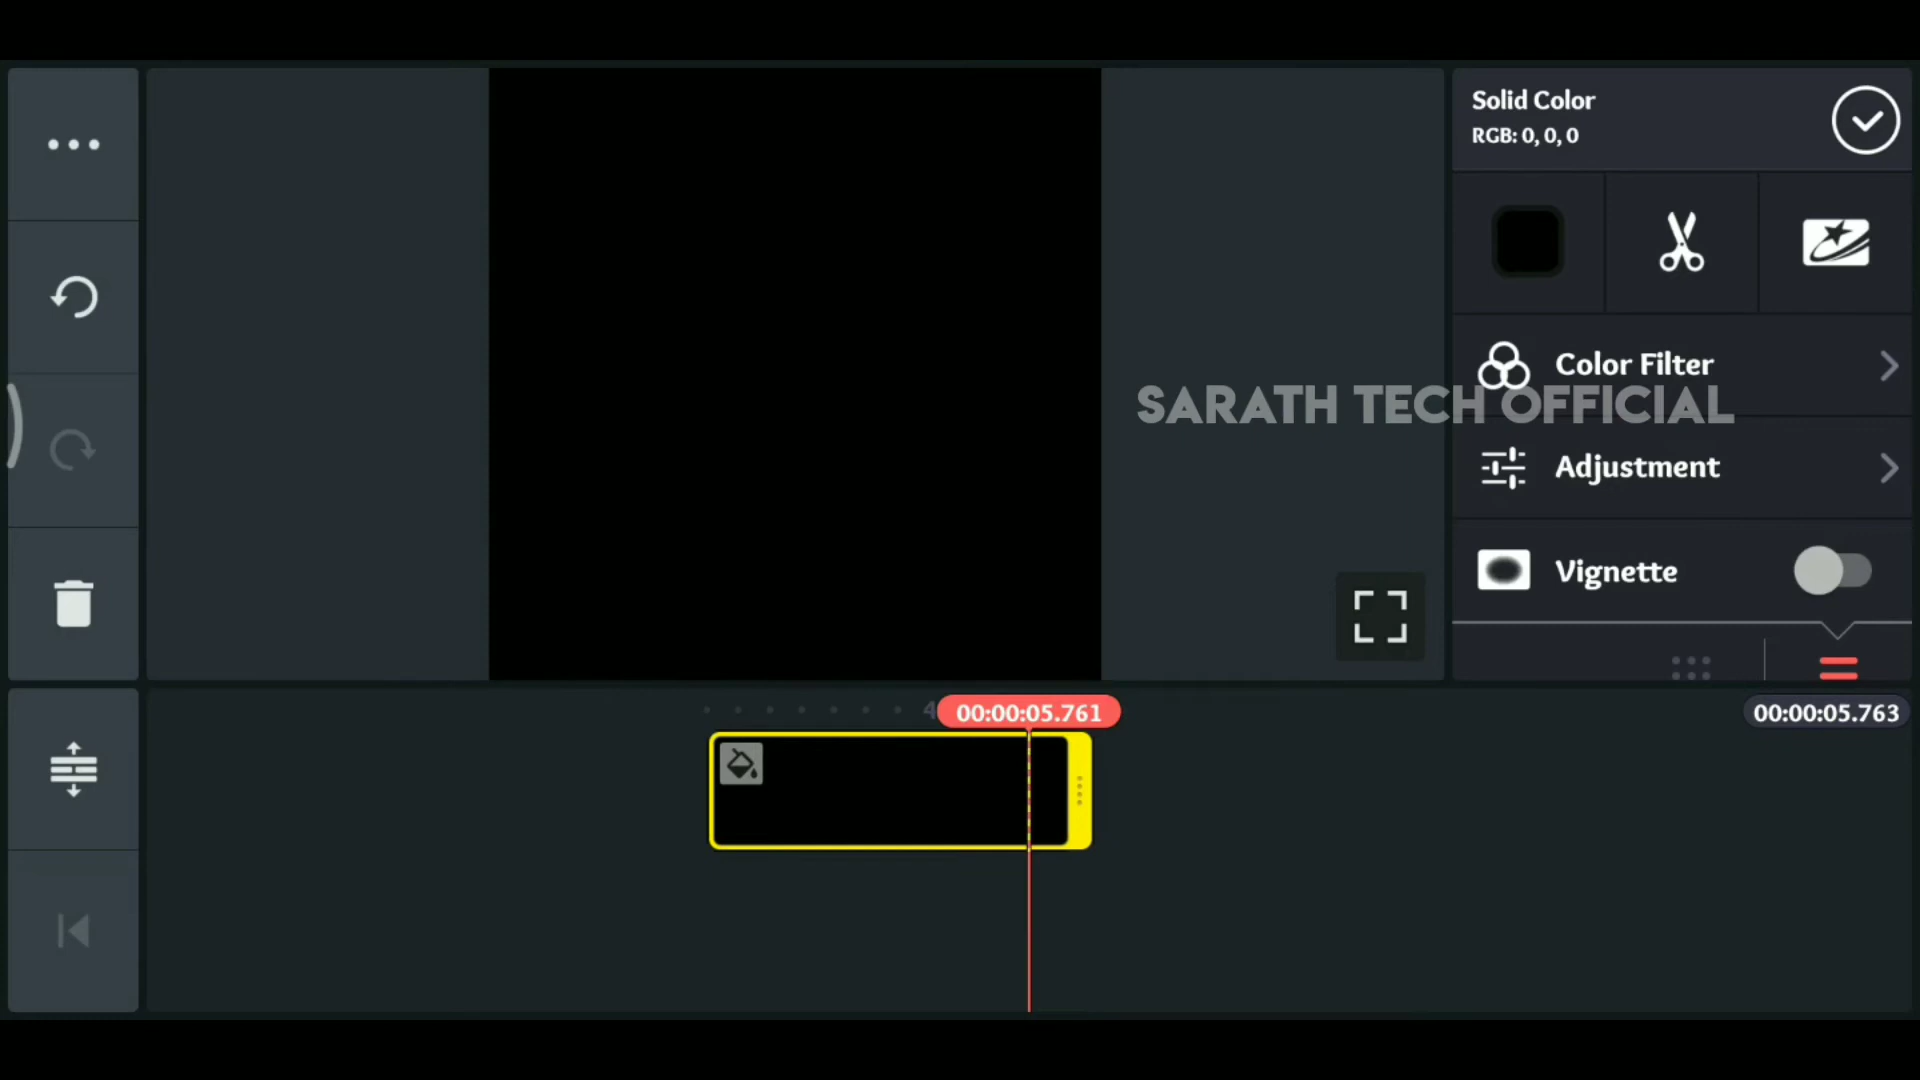 Solid Color
RGB: 0, 0, 0
Color Filter
SARATH TECH OFFICIAL
Adjustment
Vignette
4
00:00:05.761
00:00:05.763